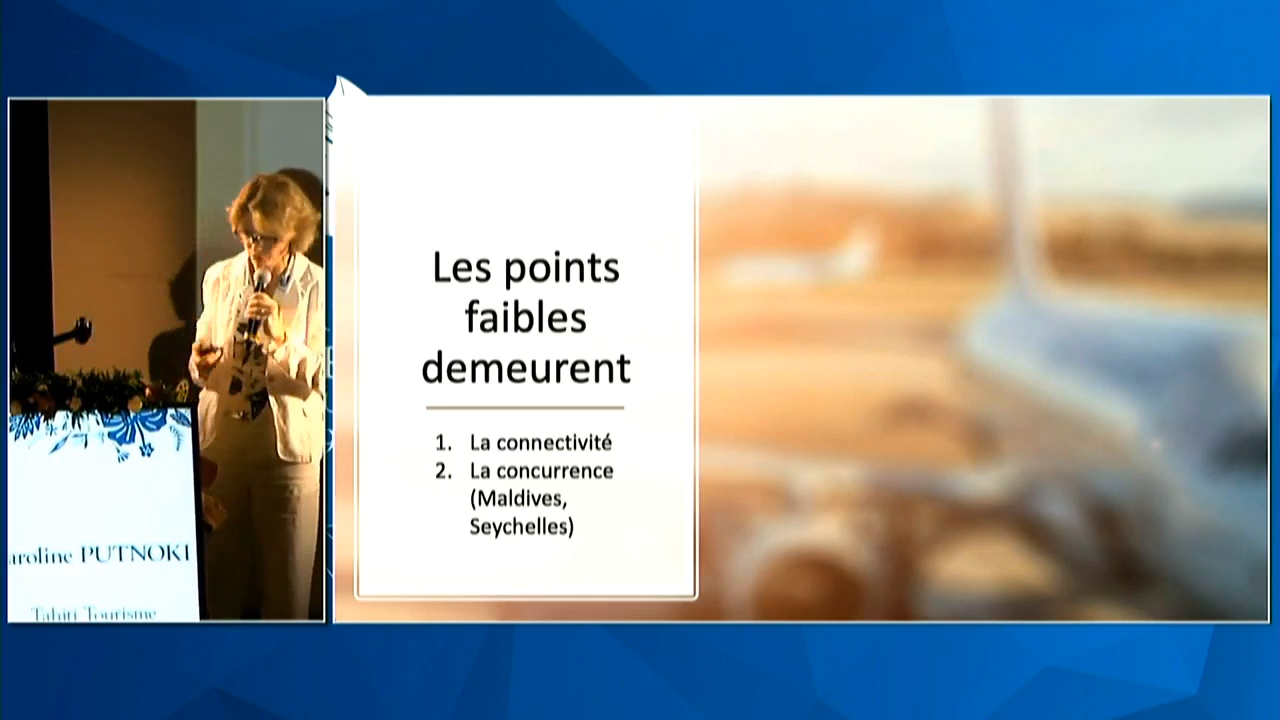 Les points
faibles
demeurent
1. La connectivité
2. La concurrence
(Maldives,
Seychelles)
aroline PUTNOKI
Tahiti Tourisme